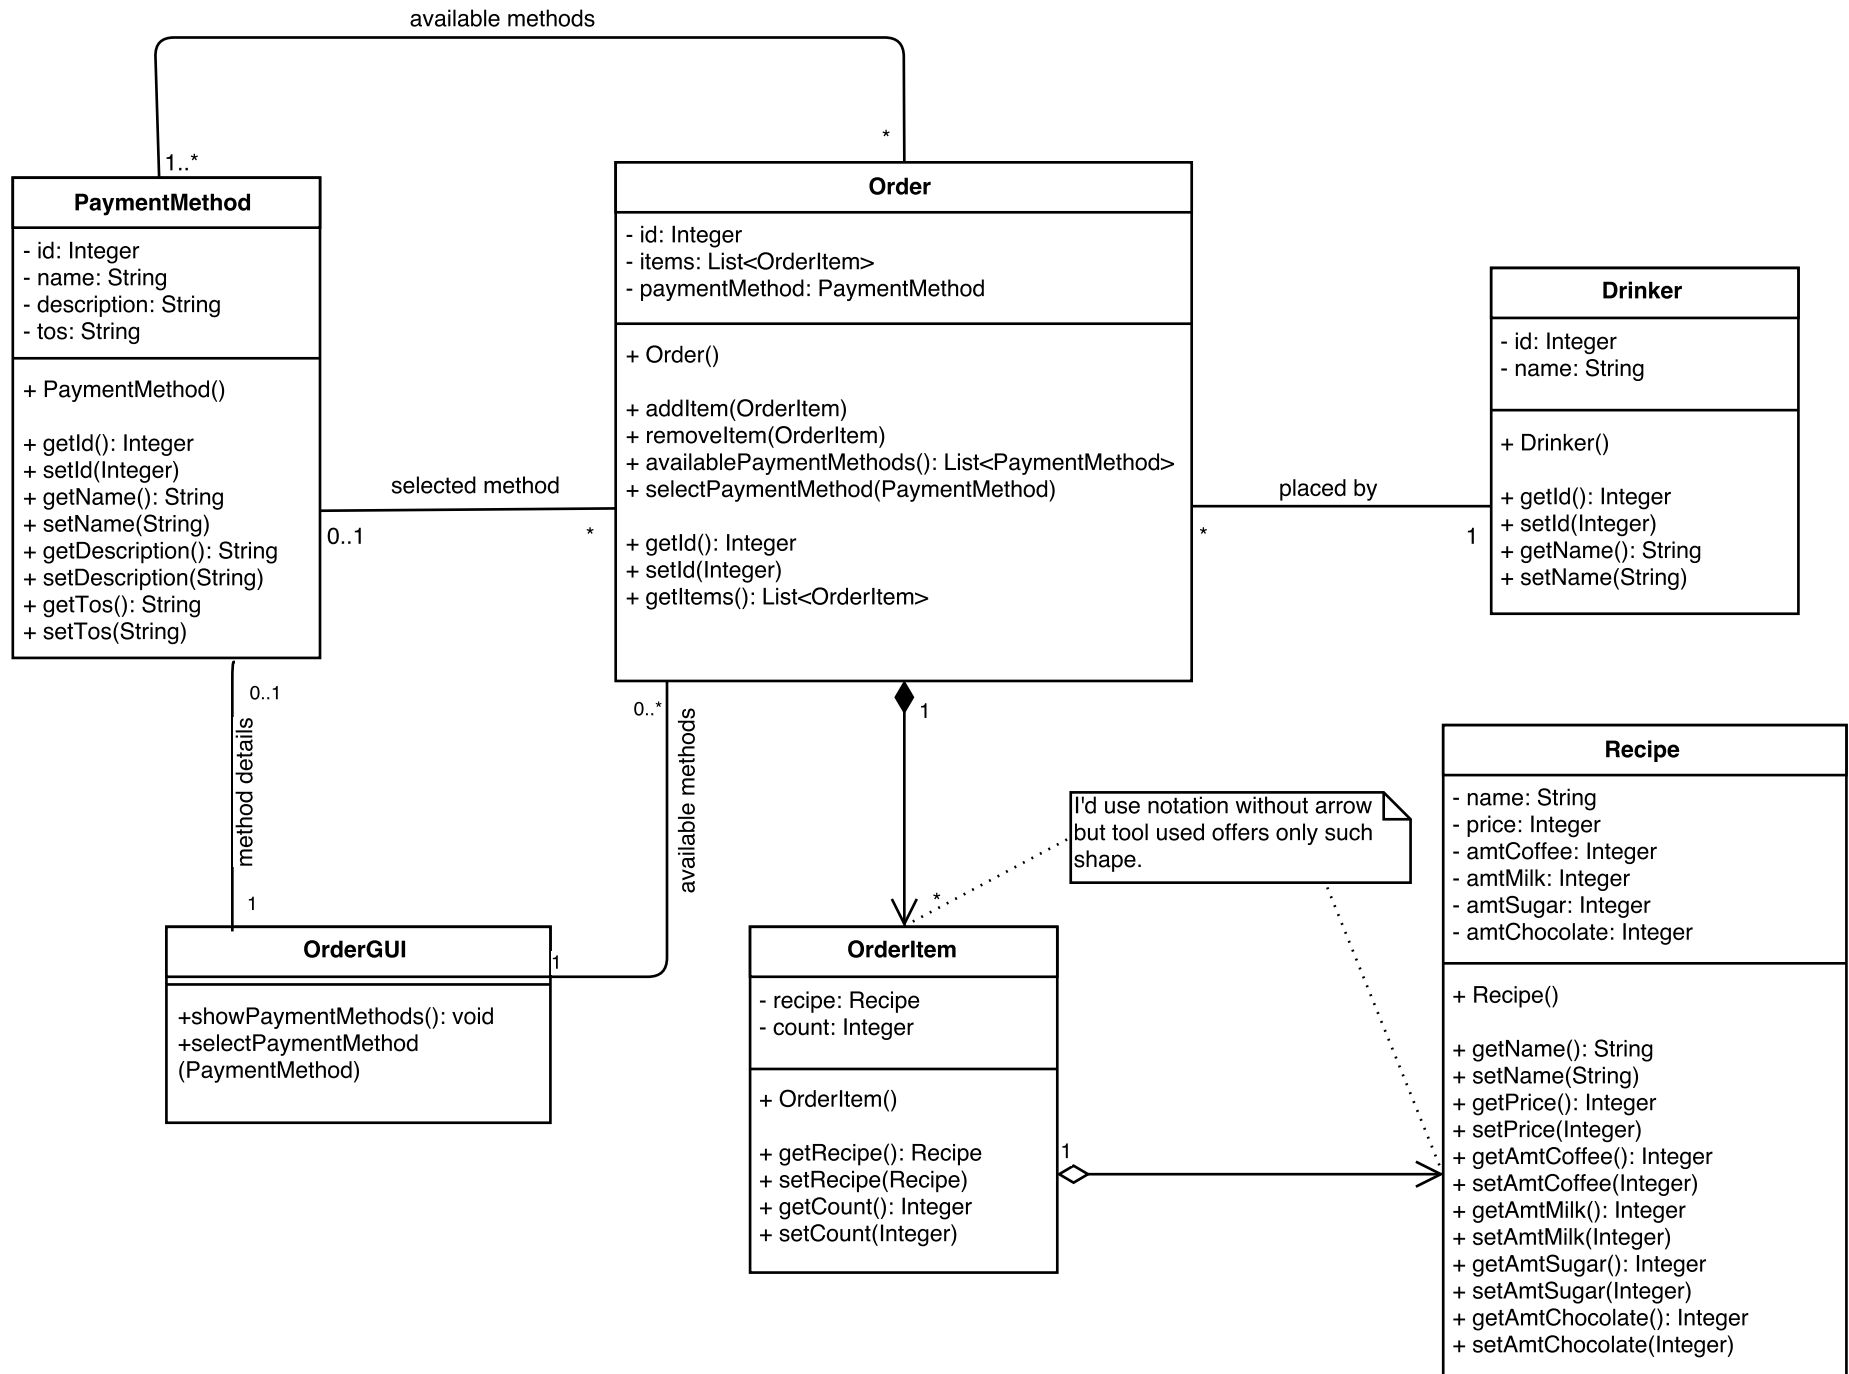 available methods
*
1..*
PaymentMethod
- id: Integer
- name: String
- description: String
- tos: String
+ PaymentMethod()
+ getId(): Integer
+ setId(Integer)
+ getName(): String
+ setName(String)
+ getDescription(): String
+ setDescription(String)
+ getTos(): String
+ setTos(String)
selected method
0..1
*
Order
- id: Integer
- items: List<OrderItem>
- paymentMethod: PaymentMethod
+ Order()
+ addItem(OrderItem)
+ removeItem(OrderItem)
+ availablePaymentMethods(): List<PaymentMethod>
+ selectPaymentMethod(PaymentMethod)
+ getId(): Integer
+ setId(Integer)
+ getItems(): List<OrderItem>
placed by
*
1
Drinker
- id: Integer
- name: String
+ Drinker()
+ getId(): Integer
+ setId(Integer)
+ getName(): String
+ setName(String)
0..1
method details
1
0..*
available methods
1
1
*
OrderGUI
+showPaymentMethods(): void
+selectPaymentMethod
(PaymentMethod)
I'd use notation without arrow
but tool used offers only such
shape.
OrderItem
- recipe: Recipe
- count: Integer
+ OrderItem()
+ getRecipe(): Recipe
+ setRecipe(Recipe)
+ getCount(): Integer
+ setCount(Integer)
1
Recipe
- name: String
- price: Integer
- amtCoffee: Integer
- amtMilk: Integer
- amtSugar: Integer
- amtChocolate: Integer
+ Recipe()
+ getName(): String
+ setName(String)
+ getPrice(): Integer
+ setPrice(Integer)
+ getAmtCoffee(): Integer
+ setAmtCoffee(Integer)
+ getAmtMilk(): Integer
+ setAmtMilk(Integer)
+ getAmtSugar(): Integer
+ setAmtSugar(Integer)
+ getAmtChocolate(): Integer
+ setAmtChocolate(Integer)